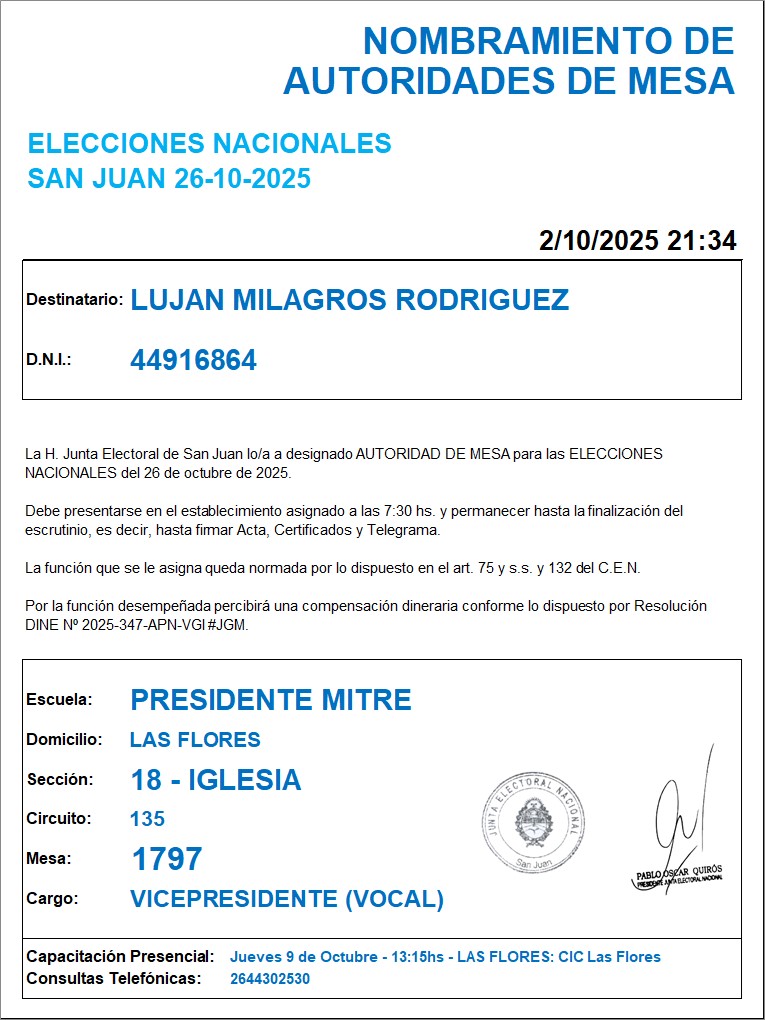 NOMBRAMIENTO DE
AUTORIDADES DE MESA
ELECCIONES NACIONALES
SAN JUAN 26-10-2025
2/10/2025 21:34
Destinatario: LUJAN MILAGROS RODRIGUEZ
D.N.I.: 44916864
La H. Junta Electoral de San Juan lo/a a designado AUTORIDAD DE MESA para las ELECCIONES
NACIONALES del 26 de octubre de 2025.
Debe presentarse en el establecimiento asignado a las 7:30 hs. y permanecer hasta la finalización del
escrutinio, es decir, hasta firmar Acta, Certificados y Telegrama.
La función que se le asigna queda normada por lo dispuesto en el art. 75 y s.s. y 132 del C.E.N.
Por la función desempeñada percibirá una compensación dineraria conforme lo dispuesto por Resolución
DINE Nº 2025-347-APN-VGI#JGM.
Escuela: PRESIDENTE MITRE
Domicilio: LAS FLORES
Sección: 18 - IGLESIA
Circuito: 135
Mesa: 1797
Cargo: VICEPRESIDENTE (VOCAL)
JUNTA ELECTORAL NACIONAL
San Juan
PABLO OSCAR QUIRÓS
PRESIDENTE JUNTA ELECTORAL NACIONAL
Capacitación Presencial: Jueves 9 de Octubre - 13:15hs - LAS FLORES: CIC Las Flores
Consultas Telefónicas: 2644302530